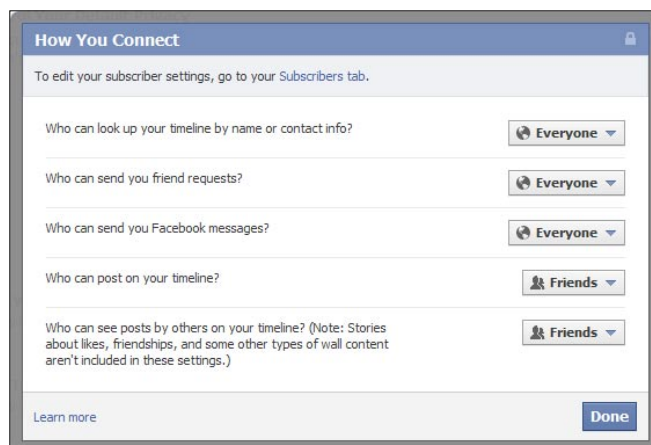 How You Connect
To edit your subscriber settings, go to your Subscribers tab.
Who can look up your timeline by name or contact info?
Everyone
Who can send you friend requests?
Everyone
Who can send you Facebook messages?
Everyone
Who can post on your timeline?
Friends
Who can see posts by others on your timeline? (Note: Stories
about likes, friendships, and some other types of wall content
aren't included in these settings.)
Friends
Learn more
Done